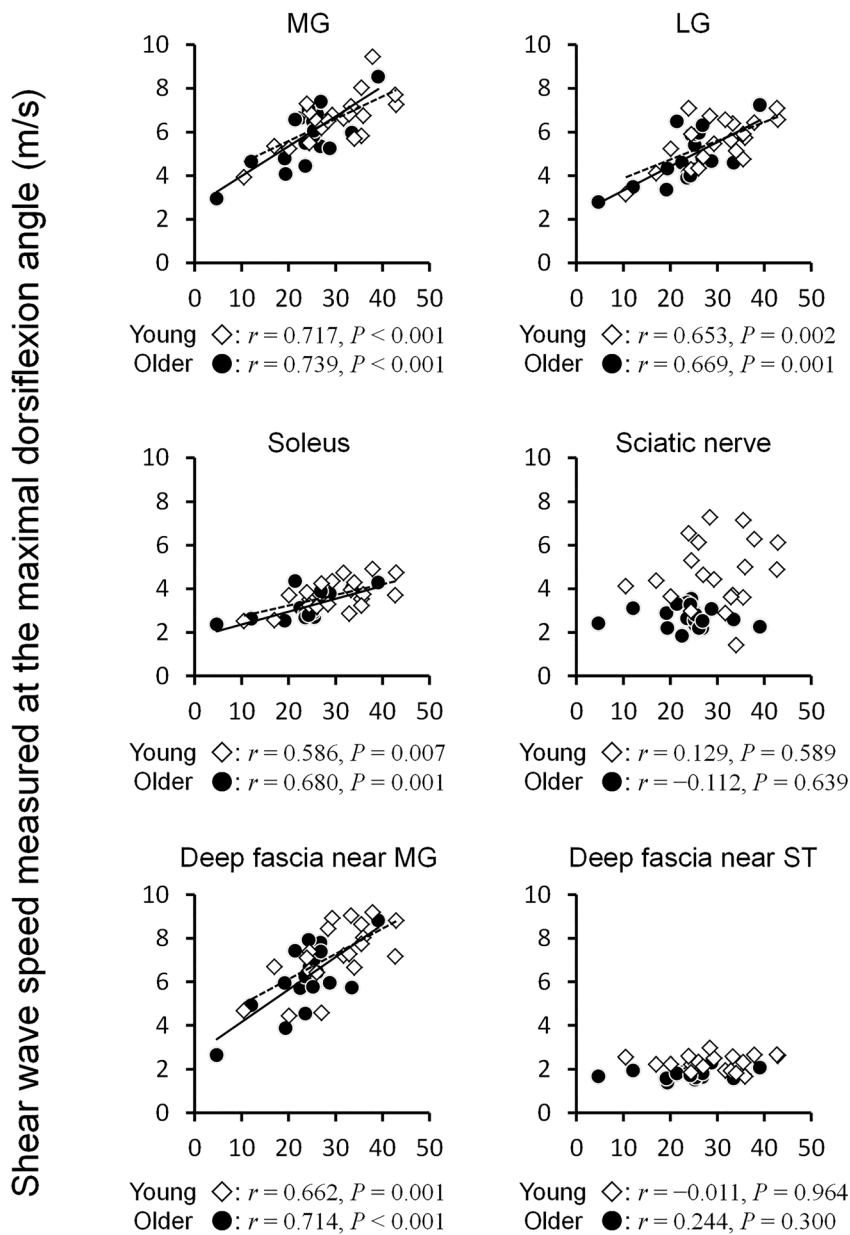 Shear wave speed measured at the maximal dorsiflexion angle (m/s)
MG
10
8
6
4
2
0
0 10 20 30 40 50
Young ◇: r = 0.717, P < 0.001
Older ●: r = 0.739, P < 0.001
LG
10
8
6
4
2
0
0 10 20 30 40 50
Young ◇: r = 0.653, P = 0.002
Older ●: r = 0.669, P = 0.001
Soleus
10
8
6
4
2
0
0 10 20 30 40 50
Young ◇: r = 0.586, P = 0.007
Older ●: r = 0.680, P = 0.001
Sciatic nerve
10
8
6
4
2
0
0 10 20 30 40 50
Young ◇: r = 0.129, P = 0.589
Older ●: r = −0.112, P = 0.639
Deep fascia near MG
10
8
6
4
2
0
0 10 20 30 40 50
Young ◇: r = 0.662, P = 0.001
Older ●: r = 0.714, P < 0.001
Deep fascia near ST
10
8
6
4
2
0
0 10 20 30 40 50
Young ◇: r = −0.011, P = 0.964
Older ●: r = 0.244, P = 0.300